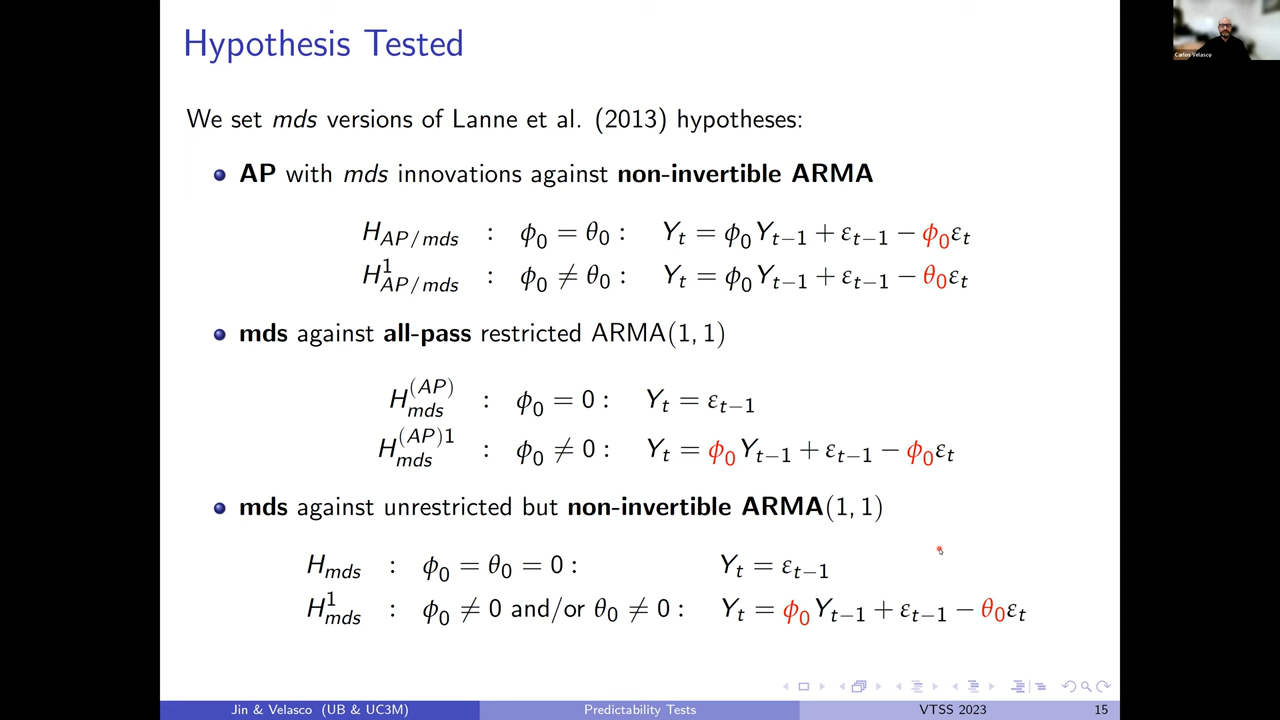 Carlos Velasco
Hypothesis Tested
We set mds versions of Lanne et al. (2013) hypotheses:
AP with mds innovations against non-invertible ARMA
H_{AP/mds} : ϕ_0 = θ_0 : Y_t = ϕ_0 Y_{t−1} + ε_{t−1} − ϕ_0 ε_t
H^1_{AP/mds} : ϕ_0 ≠ θ_0 : Y_t = ϕ_0 Y_{t−1} + ε_{t−1} − θ_0 ε_t
mds against all-pass restricted ARMA(1, 1)
H^{(AP)}_{mds} : ϕ_0 = 0 : Y_t = ε_{t−1}
H^{(AP)1}_{mds} : ϕ_0 ≠ 0 : Y_t = ϕ_0 Y_{t−1} + ε_{t−1} − ϕ_0 ε_t
mds against unrestricted but non-invertible ARMA(1, 1)
H_{mds} : ϕ_0 = θ_0 = 0 : Y_t = ε_{t−1}
H^1_{mds} : ϕ_0 ≠ 0 and/or θ_0 ≠ 0 : Y_t = ϕ_0 Y_{t−1} + ε_{t−1} − θ_0 ε_t
Jin & Velasco (UB & UC3M) Predictability Tests VTSS 2023 15